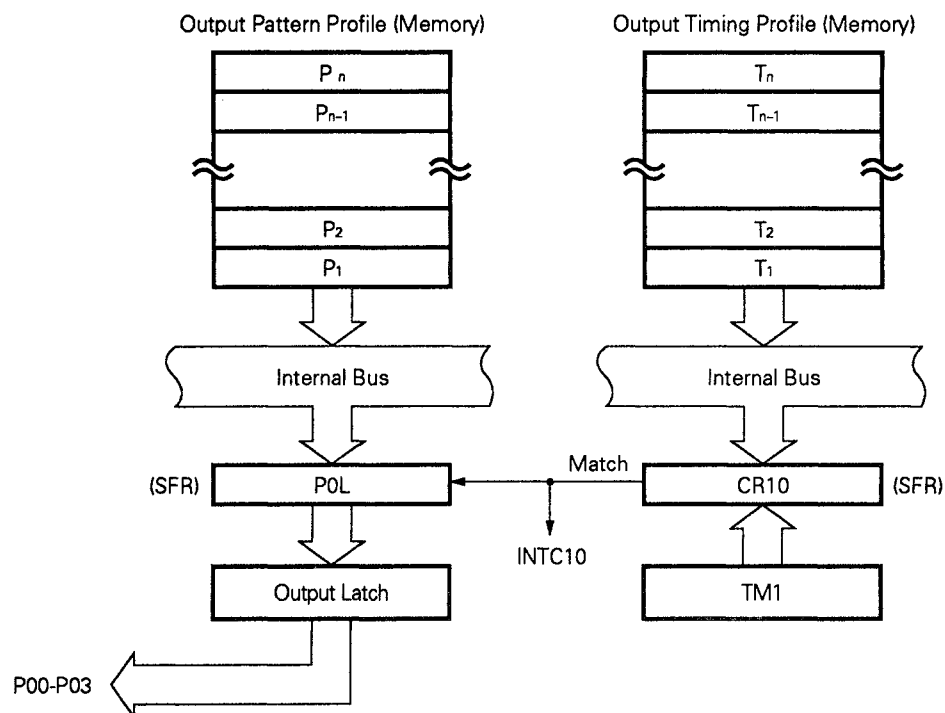 Output Pattern Profile (Memory)
Output Timing Profile (Memory)
P n
Pn–1
P2
P1
Tn
Tn–1
T2
T1
Internal Bus
Internal Bus
(SFR)
P0L
Match
CR10
(SFR)
INTC10
Output Latch
TM1
P00-P03